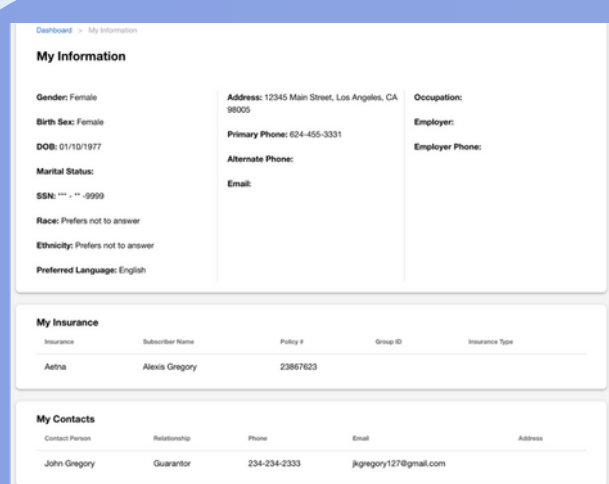 Dashboard > My Information
My Information
Gender: Female
Birth Sex: Female
DOB: 01/10/1977
Marital Status:
SSN: *** - ** -9999
Race: Prefers not to answer
Ethnicity: Prefers not to answer
Preferred Language: English
Address: 12345 Main Street, Los Angeles, CA
98005
Primary Phone: 624-455-3331
Alternate Phone:
Email:
Occupation:
Employer:
Employer Phone:
My Insurance
Insurance Subscriber Name Policy # Group ID Insurance Type
Aetna Alexis Gregory 23867623
My Contacts
Contact Person Relationship Phone Email Address
John Gregory Guarantor 234-234-2333 jkgregory127@gmail.com